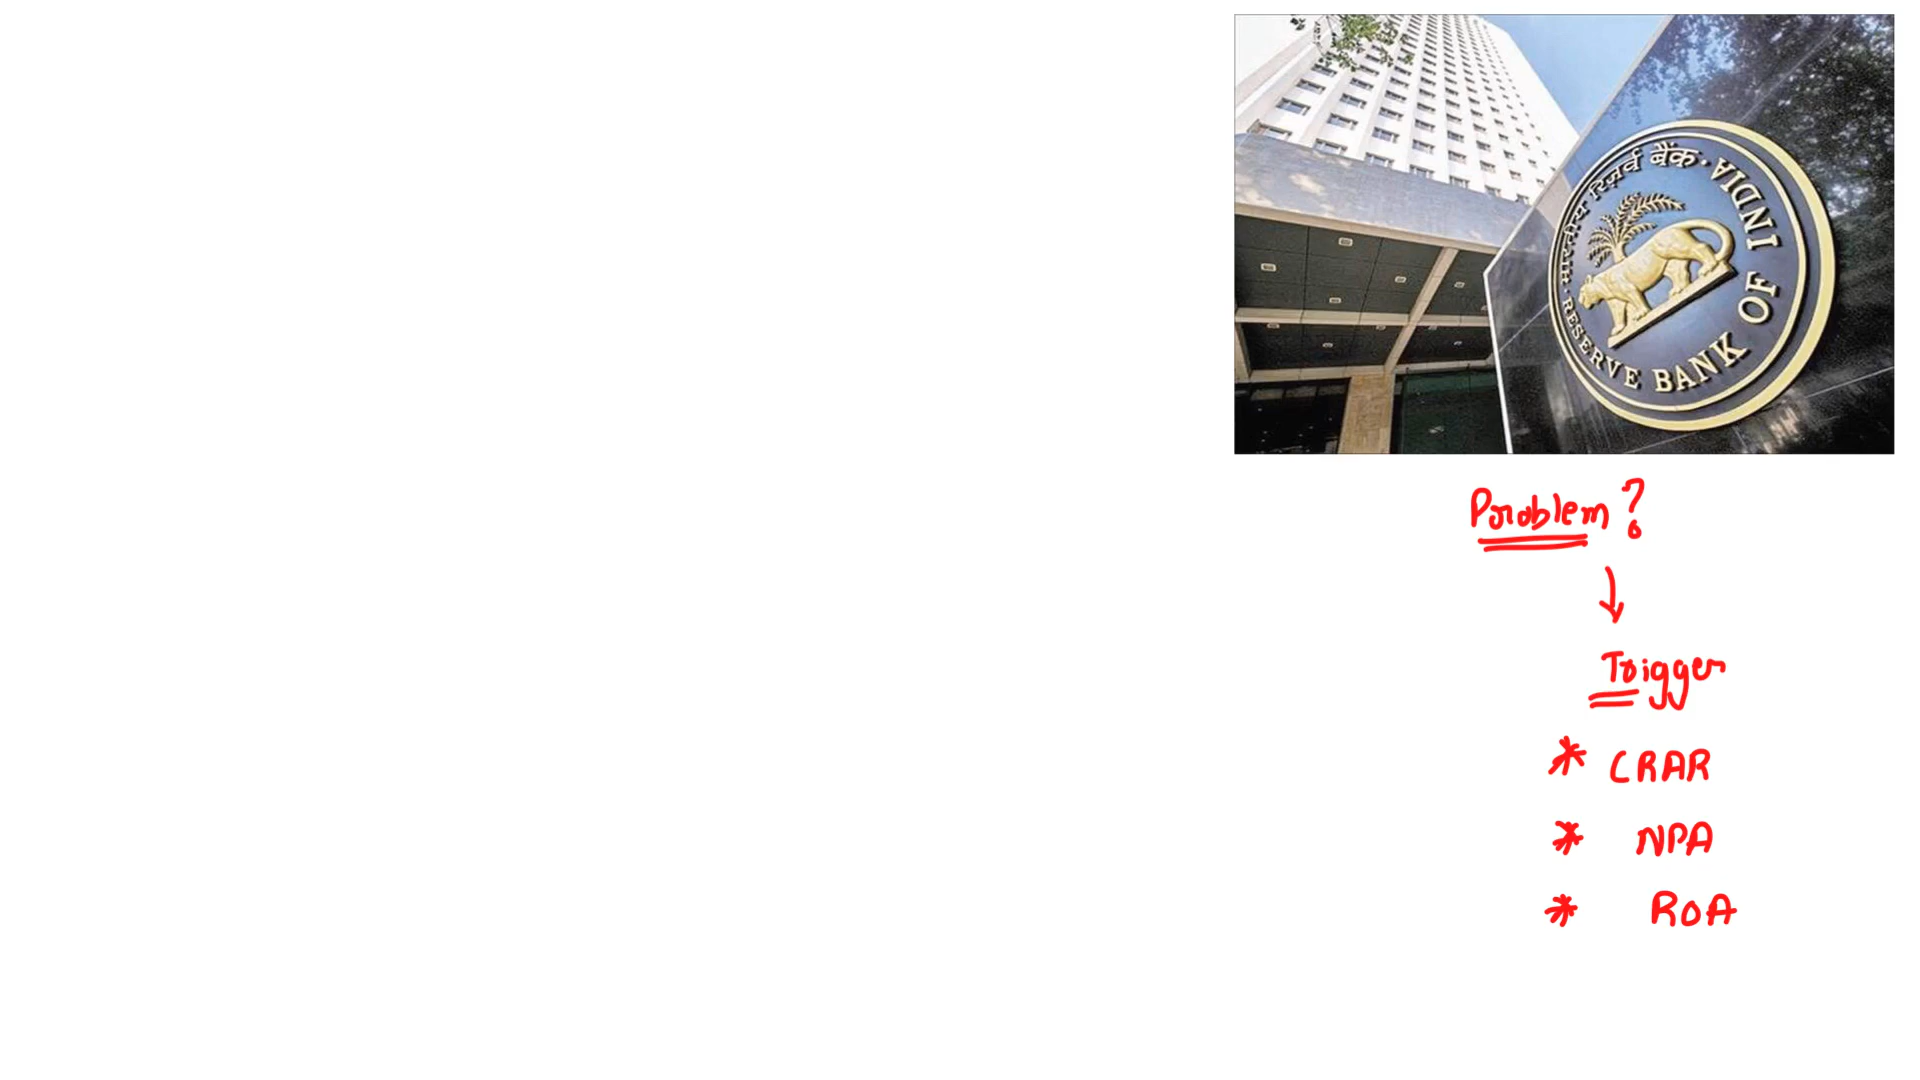 भारतीय रिज़र्व बैंक
RESERVE BANK OF INDIA
Problem?
Trigger
* CRAR
* NPA
* ROA